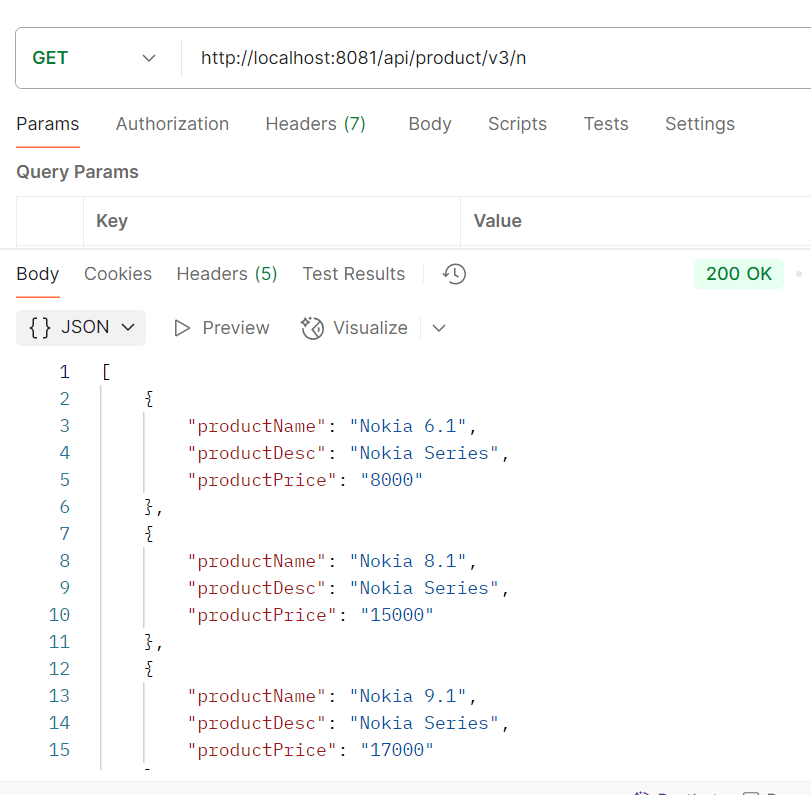 GET http://localhost:8081/api/product/v3/n
Params Authorization Headers (7) Body Scripts Tests Settings
Query Params
Key Value
Body Cookies Headers (5) Test Results 200 OK
{} JSON Preview Visualize
1 [
2 {
3 "productName": "Nokia 6.1",
4 "productDesc": "Nokia Series",
5 "productPrice": "8000"
6 },
7 {
8 "productName": "Nokia 8.1",
9 "productDesc": "Nokia Series",
10 "productPrice": "15000"
11 },
12 {
13 "productName": "Nokia 9.1",
14 "productDesc": "Nokia Series",
15 "productPrice": "17000"